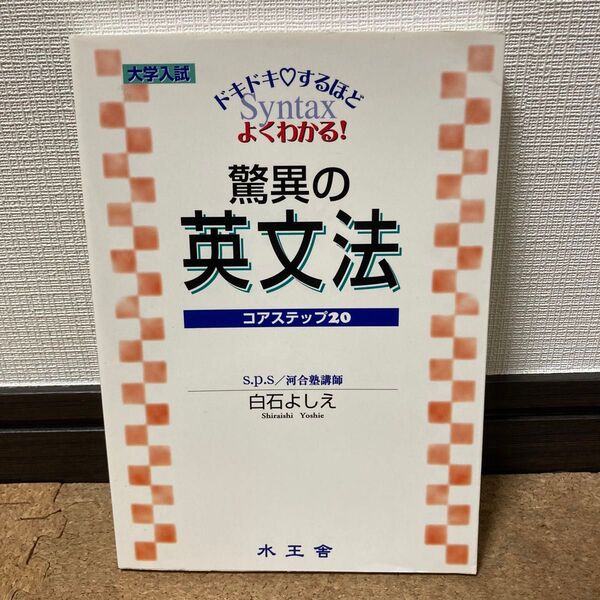 大学入試
ドキドキ♡するほど
Syntax
よくわかる!
驚異の
英文法
コアステップ20
s.p.s／河合塾講師
白石よしえ
Shiraishi Yoshie
水王舎